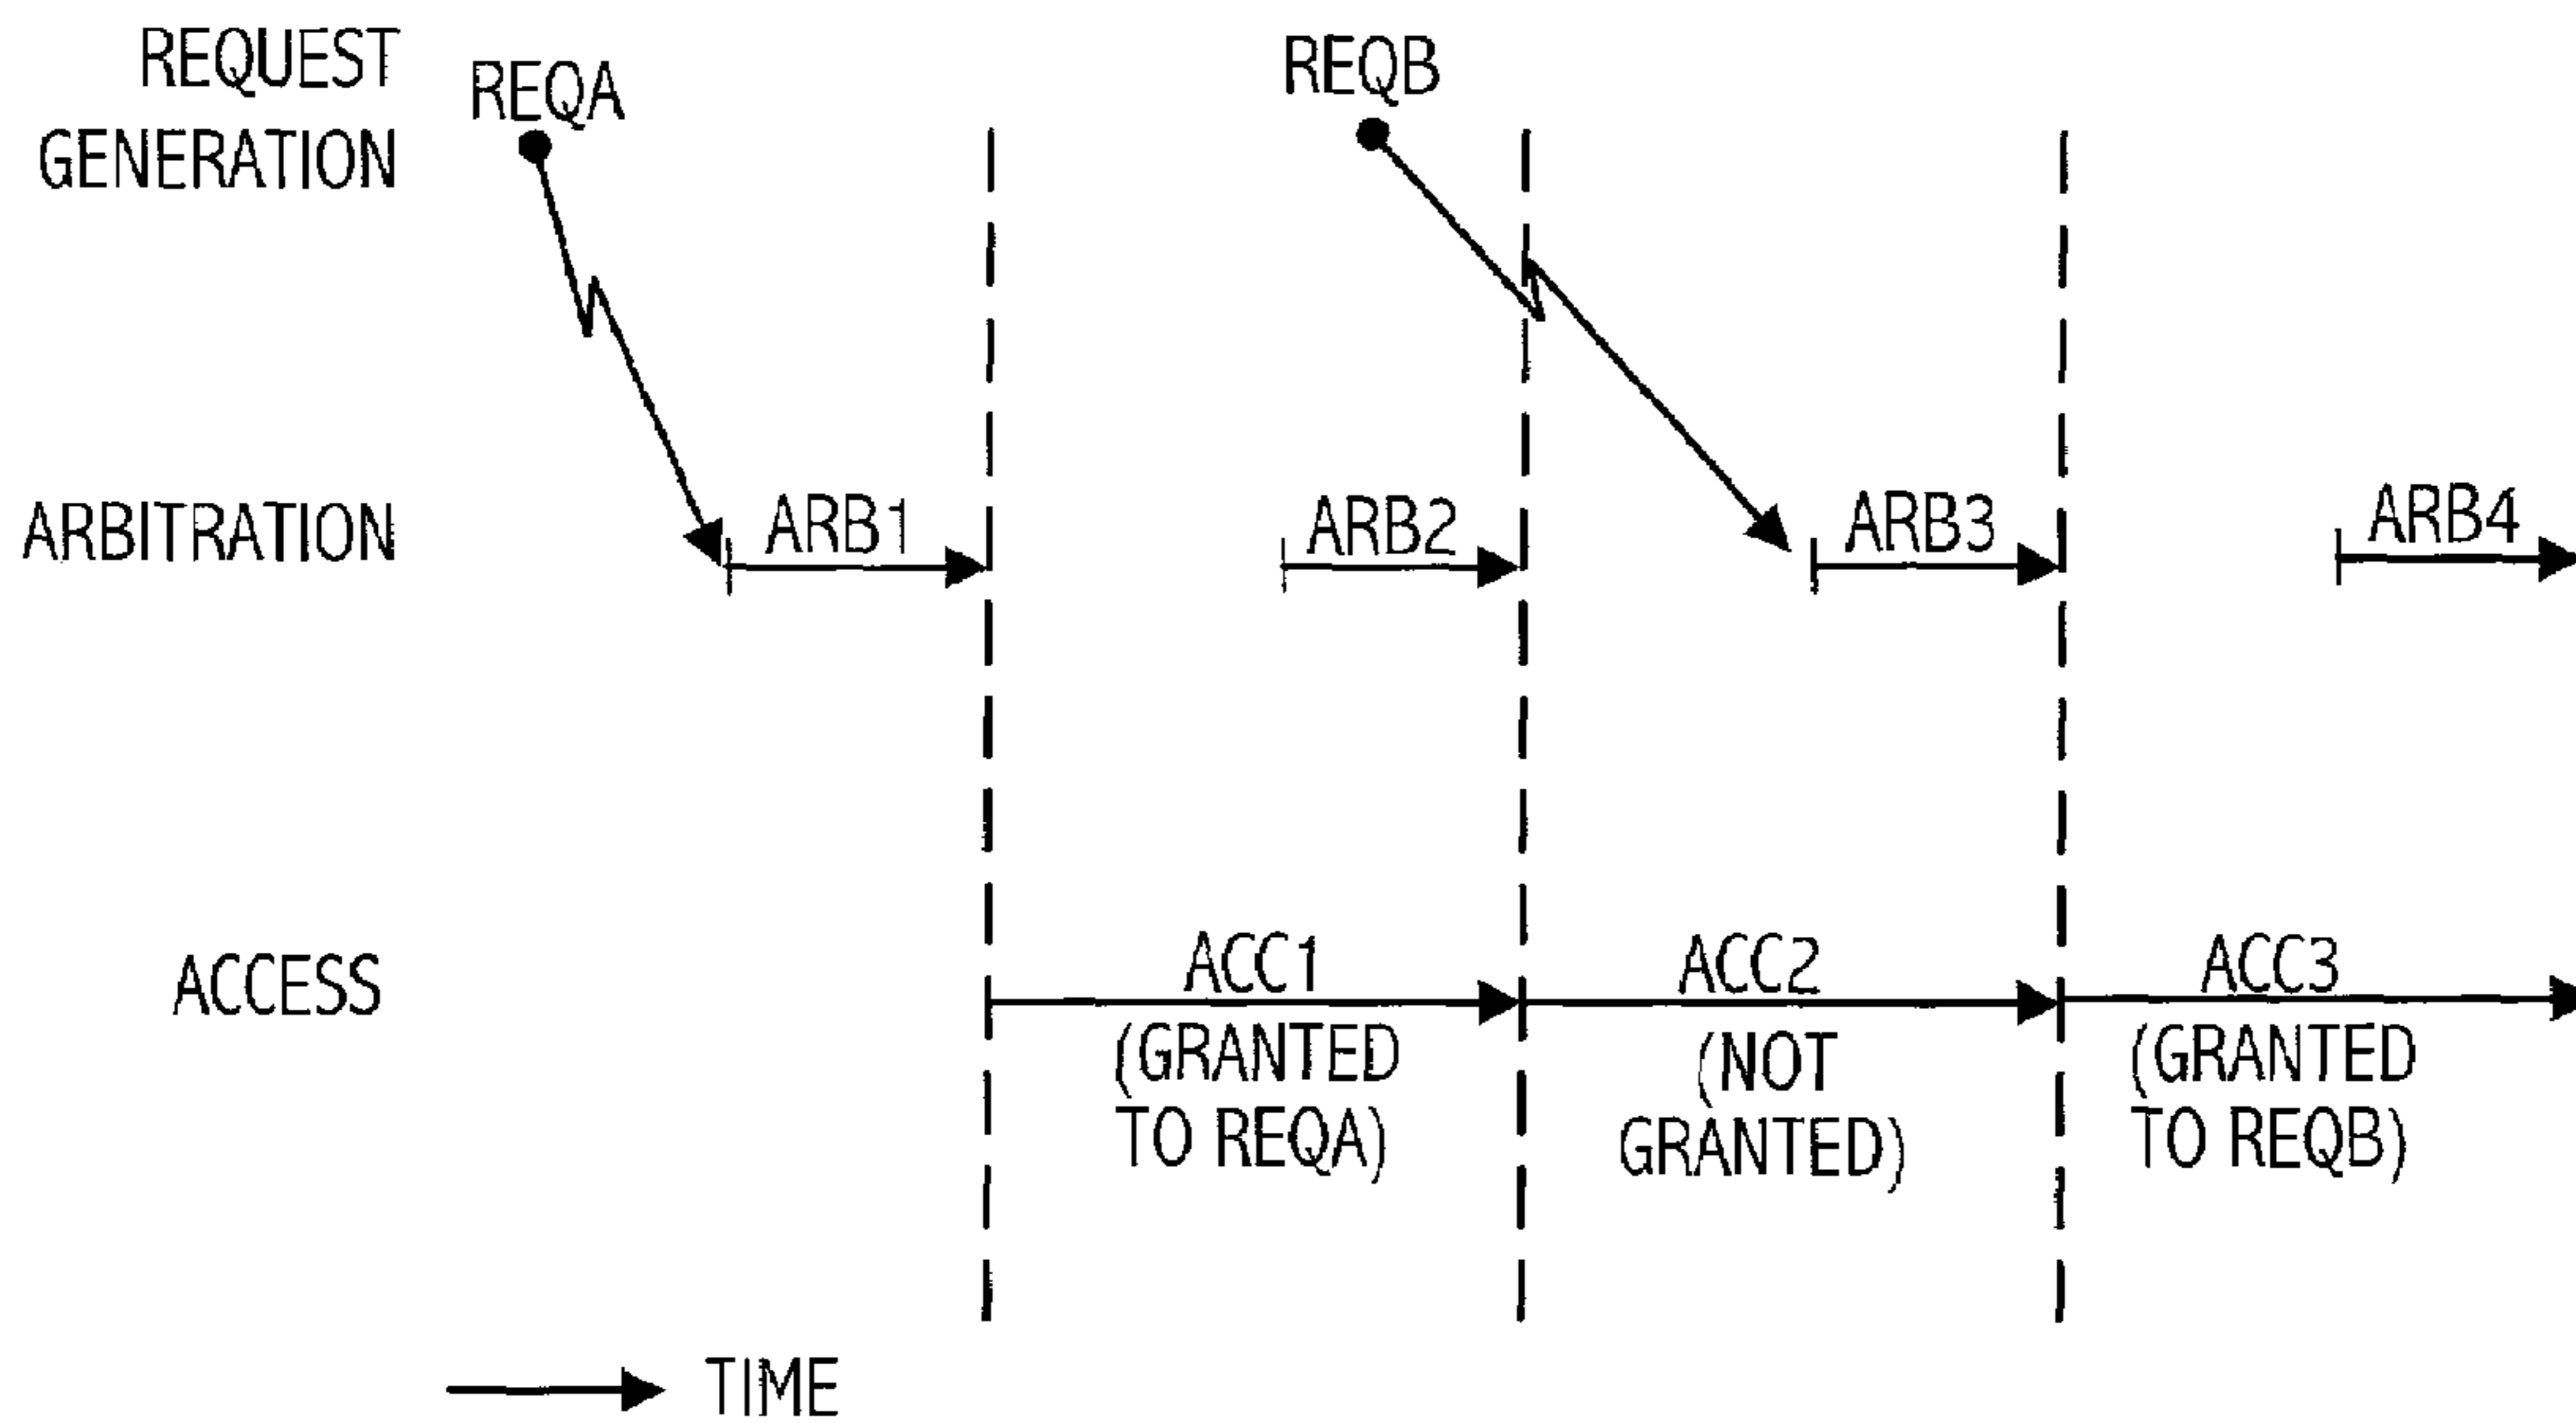 REQUEST
GENERATION
REQA
REQB
ARBITRATION
ARB1
ARB2
ARB3
ARB4
ACCESS
ACC1
(GRANTED
TO REQA)
ACC2
(NOT
GRANTED)
ACC3
(GRANTED
TO REQB)
TIME